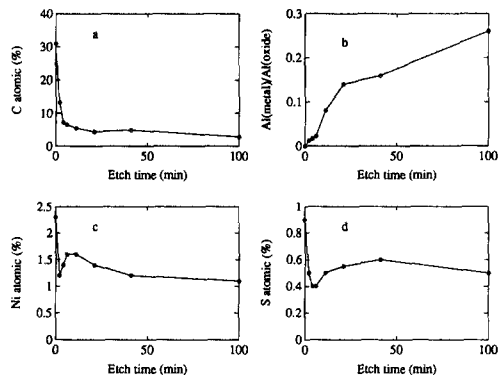 40
30
20
10
0
0
50
100
C atomic (%)
Etch time (min)
a
0.3
0.2
0.1
0
0
50
100
Al(metal)/Al(oxide)
Etch time (min)
b
2.5
2
1.5
1
0.5
0
0
50
100
Ni atomic (%)
Etch time (min)
c
1
0.8
0.6
0.4
0.2
0
0
50
100
S atomic (%)
Etch time (min)
d